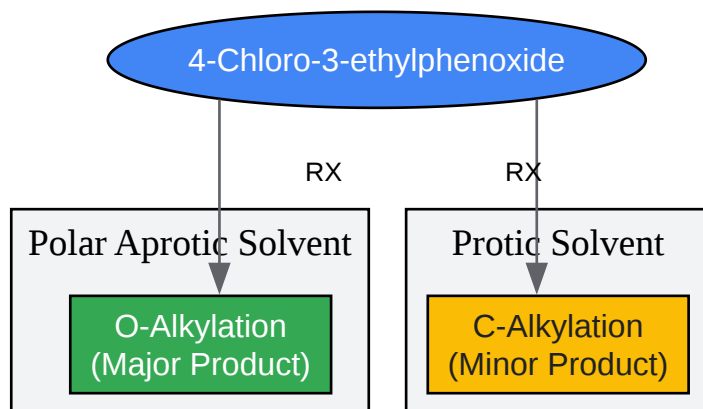 4-Chloro-3-ethylphenoxide
RX
RX
Polar Aprotic Solvent
Protic Solvent
O-Alkylation
(Major Product)
C-Alkylation
(Minor Product)